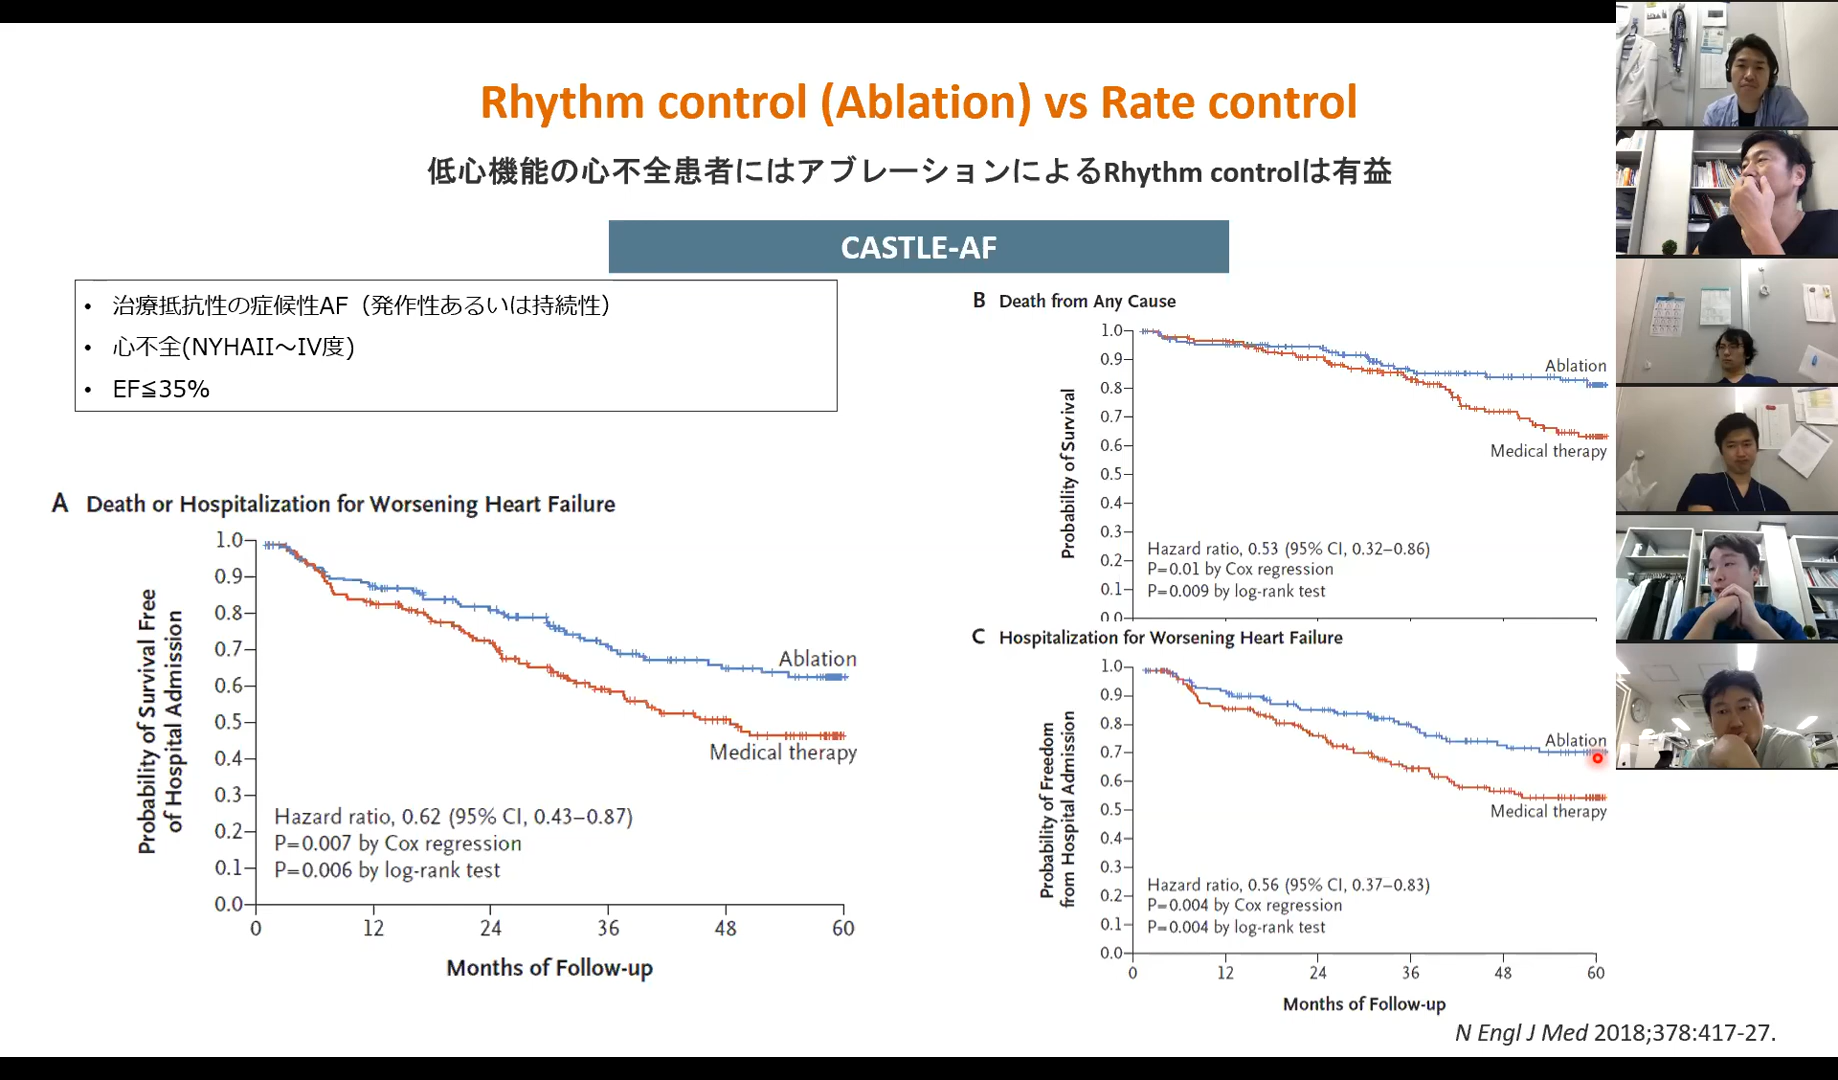 Rhythm control (Ablation) vs Rate control
低心機能の心不全患者にはアブレーションによるRhythm controlは有益
CASTLE-AF
• 治療抵抗性の症候性AF（発作性あるいは持続性）
• 心不全(NYHAII～IV度)
• EF≦35%
A Death or Hospitalization for Worsening Heart Failure
Probability of Survival Free
of Hospital Admission
1.0
0.9
0.8
0.7
0.6
0.5
0.4
0.3
0.2
0.1
0.0
Ablation
Medical therapy
Hazard ratio, 0.62 (95% CI, 0.43–0.87)
P=0.007 by Cox regression
P=0.006 by log-rank test
0 12 24 36 48 60
Months of Follow-up
B Death from Any Cause
Probability of Survival
1.0
0.9
0.8
0.7
0.6
0.5
0.4
0.3
0.2
0.1
0.0
Ablation
Medical therapy
Hazard ratio, 0.53 (95% CI, 0.32–0.86)
P=0.01 by Cox regression
P=0.009 by log-rank test
C Hospitalization for Worsening Heart Failure
Probability of Freedom
from Hospital Admission
1.0
0.9
0.8
0.7
0.6
0.5
0.4
0.3
0.2
0.1
0.0
Ablation
Medical therapy
Hazard ratio, 0.56 (95% CI, 0.37–0.83)
P=0.004 by Cox regression
P=0.004 by log-rank test
0 12 24 36 48 60
Months of Follow-up
N Engl J Med 2018;378:417-27.